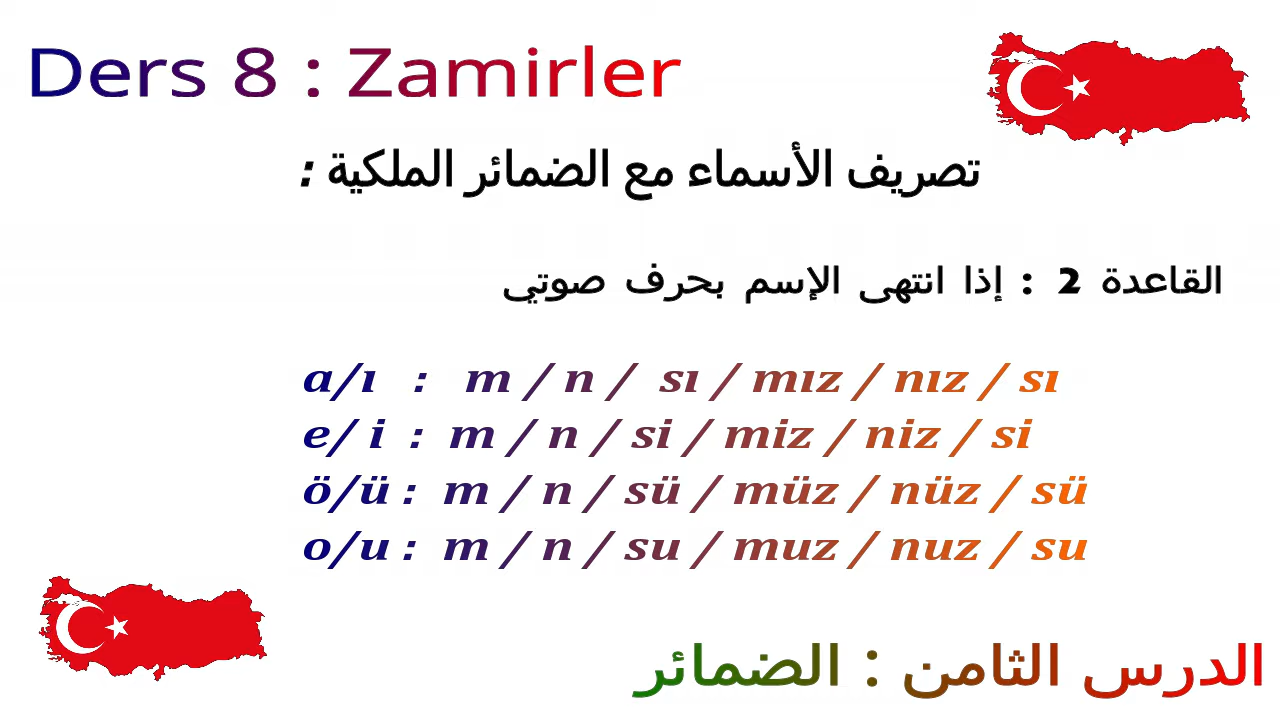 Ders 8 : Zamirler
تصريف الأسماء مع الضمائر الملكية :
القاعدة 2 : إذا انتهى الإسم بحرف صوتي
a/ı : m / n / sı / mız / nız / sı
e/ i : m / n / si / miz / niz / si
ö/ü : m / n / sü / müz / nüz / sü
o/u : m / n / su / muz / nuz / su
الدرس الثامن : الضمائر